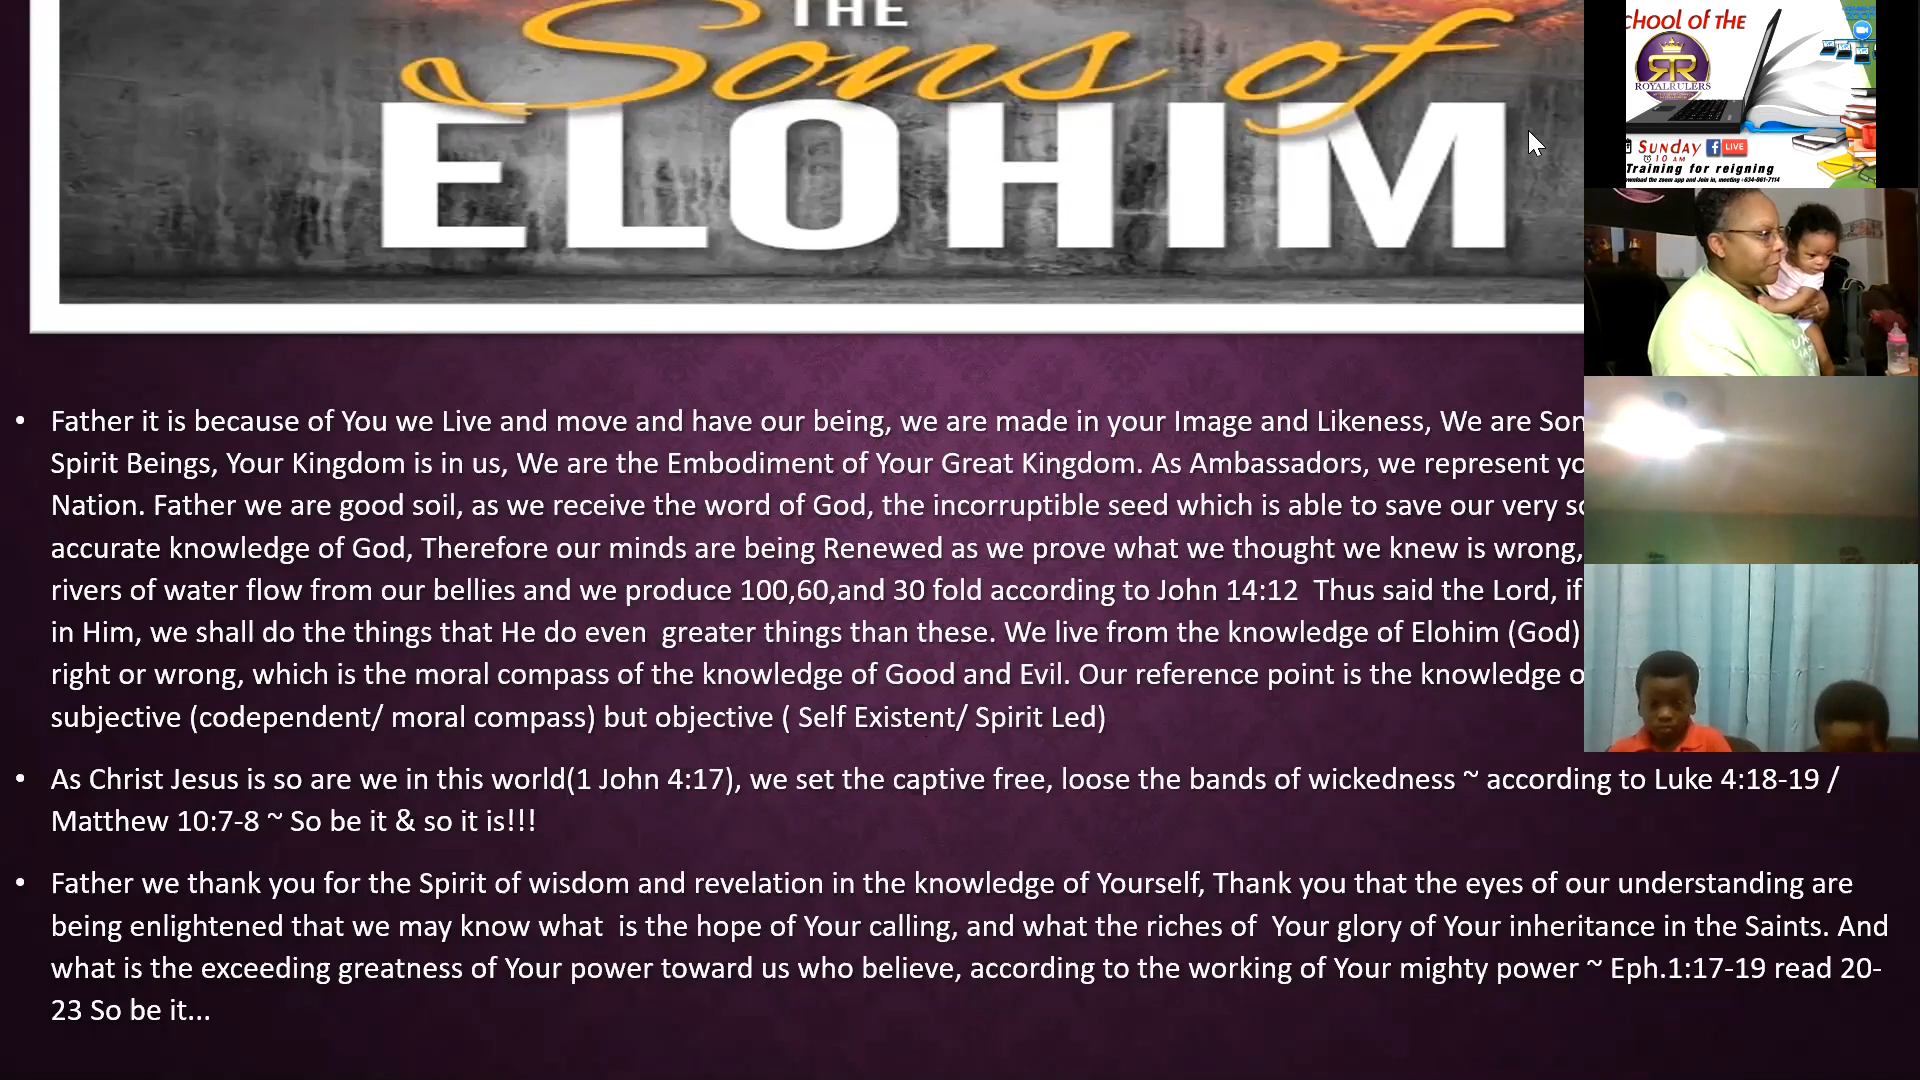 THE
Sons of
ELOHIM
Father it is because of You we Live and move and have our being, we are made in your Image and Likeness, We are Son
Spirit Beings, Your Kingdom is in us, We are the Embodiment of Your Great Kingdom. As Ambassadors, we represent yo
Nation. Father we are good soil, as we receive the word of God, the incorruptible seed which is able to save our very so
accurate knowledge of God, Therefore our minds are being Renewed as we prove what we thought we knew is wrong,
rivers of water flow from our bellies and we produce 100,60,and 30 fold according to John 14:12  Thus said the Lord, if
in Him, we shall do the things that He do even  greater things than these. We live from the knowledge of Elohim (God)
right or wrong, which is the moral compass of the knowledge of Good and Evil. Our reference point is the knowledge o
subjective (codependent/ moral compass) but objective ( Self Existent/ Spirit Led)
As Christ Jesus is so are we in this world(1 John 4:17), we set the captive free, loose the bands of wickedness ~ according to Luke 4:18-19 /
Matthew 10:7-8 ~ So be it & so it is!!!
Father we thank you for the Spirit of wisdom and revelation in the knowledge of Yourself, Thank you that the eyes of our understanding are
being enlightened that we may know what  is the hope of Your calling, and what the riches of  Your glory of Your inheritance in the Saints. And
what is the exceeding greatness of Your power toward us who believe, according to the working of Your mighty power ~ Eph.1:17-19 read 20-
23 So be it...
chool of the
RR
ROYALRULERS
Sunday
LIVE
10 AM
Training for reigning
ownload the zoom app and Join in, meeting